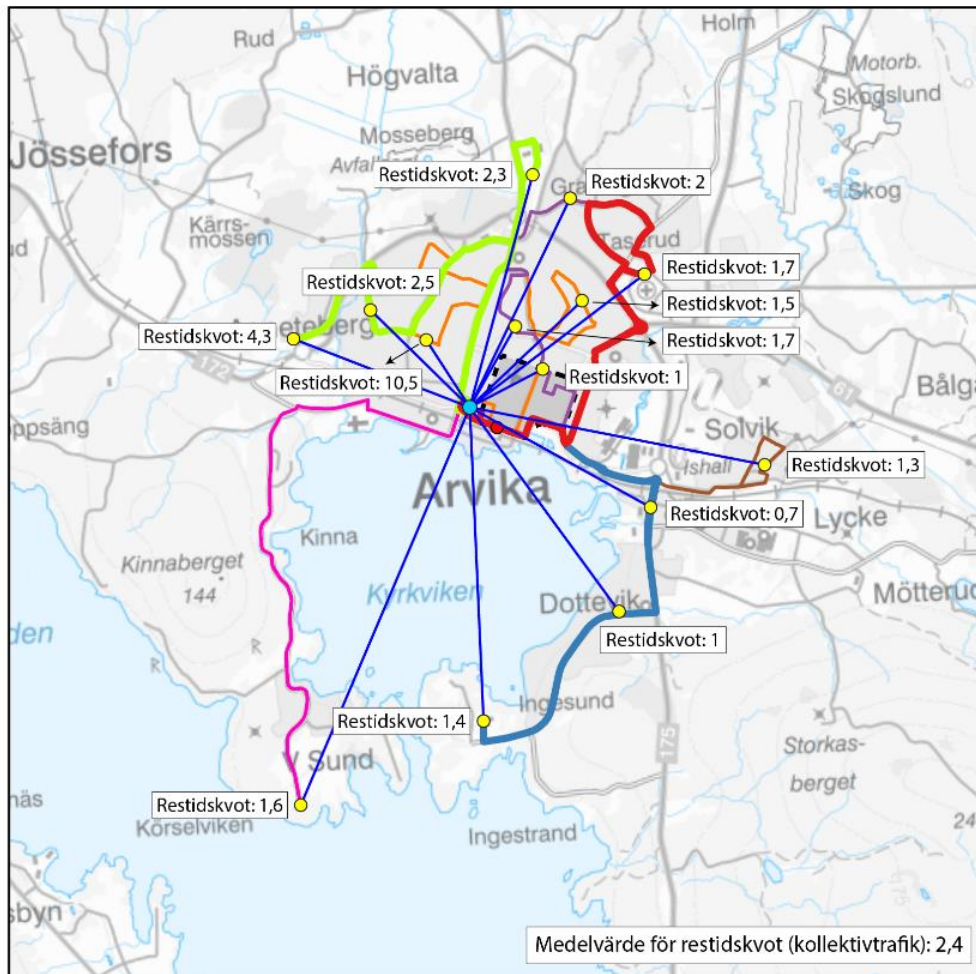 Rud
Holm
Högvalta
Motorb.
Skogslund
Mosseberg
Jössefors
Restidskvot: 2,3
Restidskvot: 2
Skog
Kärrs-
mossen
Taserud
Restidskvot: 1,7
Restidskvot: 2,5
Restidskvot: 1,5
Restidskvot: 4,3
Restidskvot: 1,7
172
Restidskvot: 10,5
Restidskvot: 1
61
Solvik
Ishall
Restidskvot: 1,3
Arvika
Restidskvot: 0,7
Lycke
Kinna
Kinnaberget
144
Kyrkviken
Dottevik
Restidskvot: 1
Ingesund
Restidskvot: 1,4
175
V Sund
Storkas-
berget
Restidskvot: 1,6
Körselviken
Ingestrand
Medelvärde för restidskvot (kollektivtrafik): 2,4